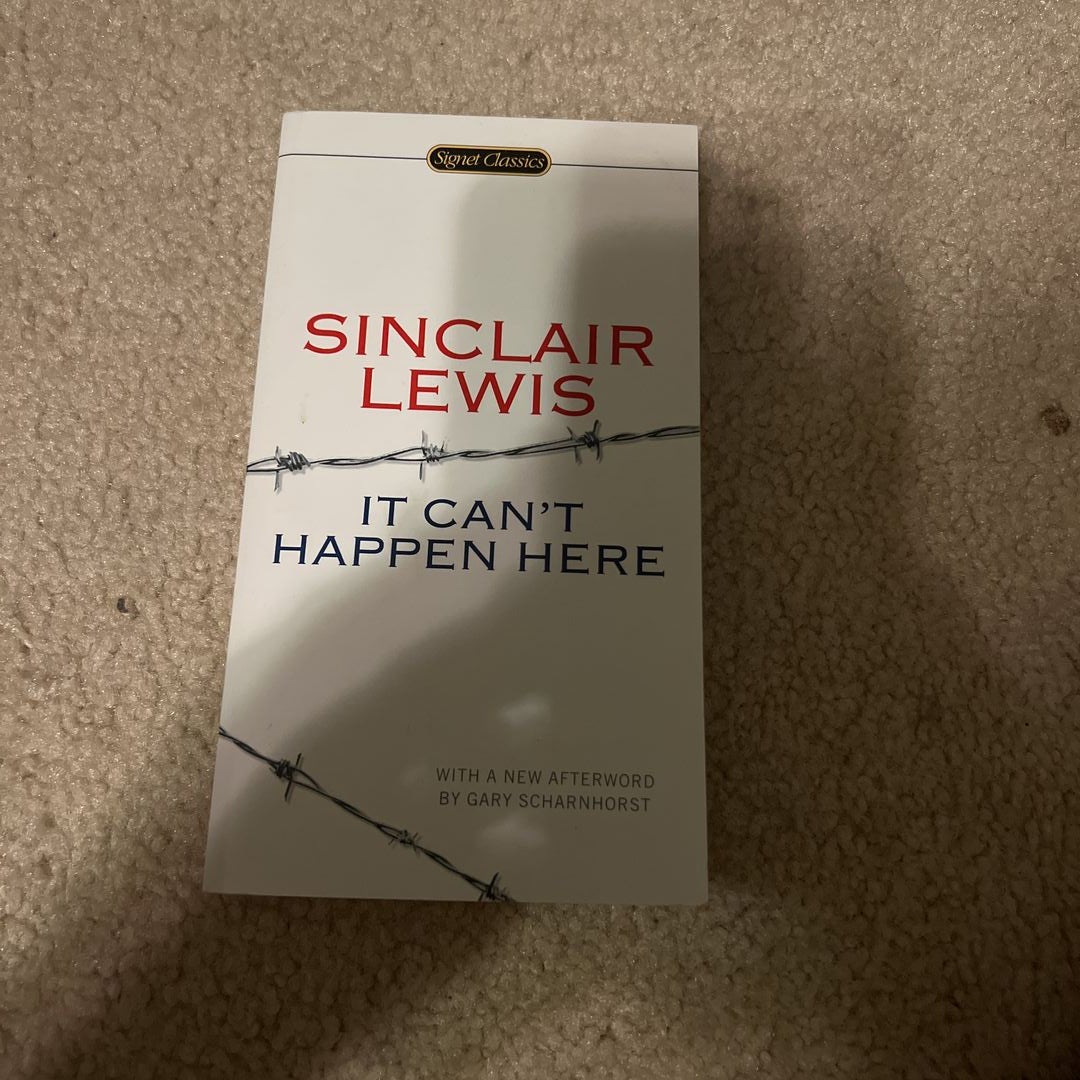 Signet Classics
SINCLAIR
LEWIS
IT CAN'T
HAPPEN HERE
WITH A NEW AFTERWORD
BY GARY SCHARNHORST